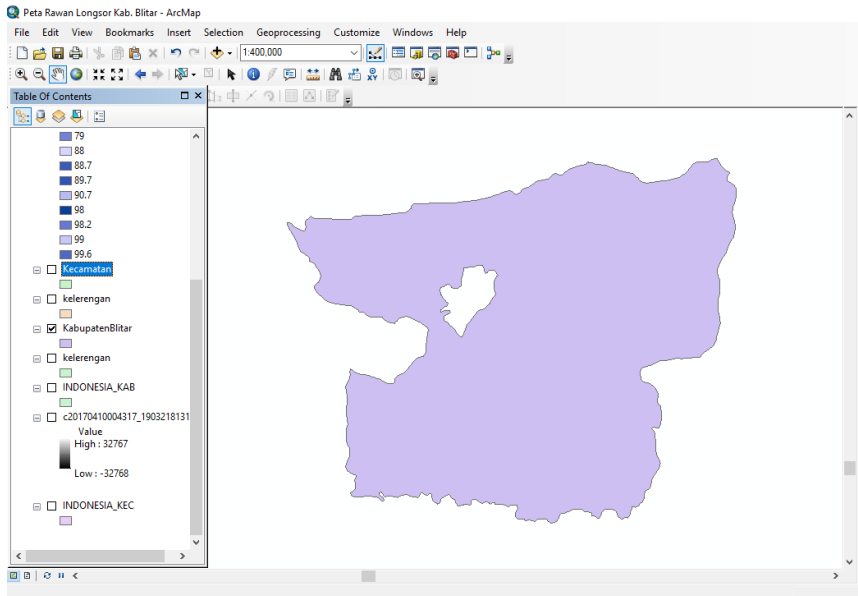 Peta Rawan Longsor Kab. Blitar - ArcMap
File Edit View Bookmarks Insert Selection Geoprocessing Customize Windows Help
1:400,000
Table Of Contents
79
88
88.7
89.7
90.7
98
98.2
99
99.6
Kecamatan
kelerengan
KabupatenBlitar
kelerengan
INDONESIA_KAB
c20170410004317_1903218131
Value
High : 32767
Low : -32768
INDONESIA_KEC